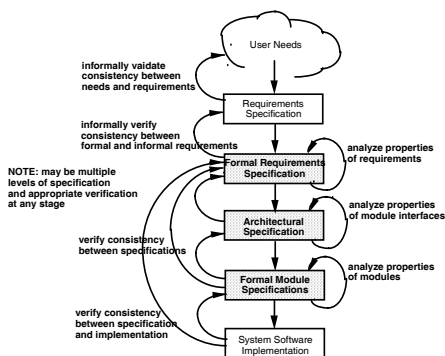 User Needs
informally vaidate
consistency between
needs and requirements
Requirements
Specification
informally verify
consistency between
formal and informal requirements
analyze properties
of requirements
Formal Requirements
Specification
NOTE: may be multiple
levels of specification
and appropriate verification
at any stage
analyze properties
of module interfaces
Architectural
Specification
verify consistency
between specifications
analyze properties
of modules
Formal Module
Specifications
verify consistency
between specification
and implementation
System Software
Implementation